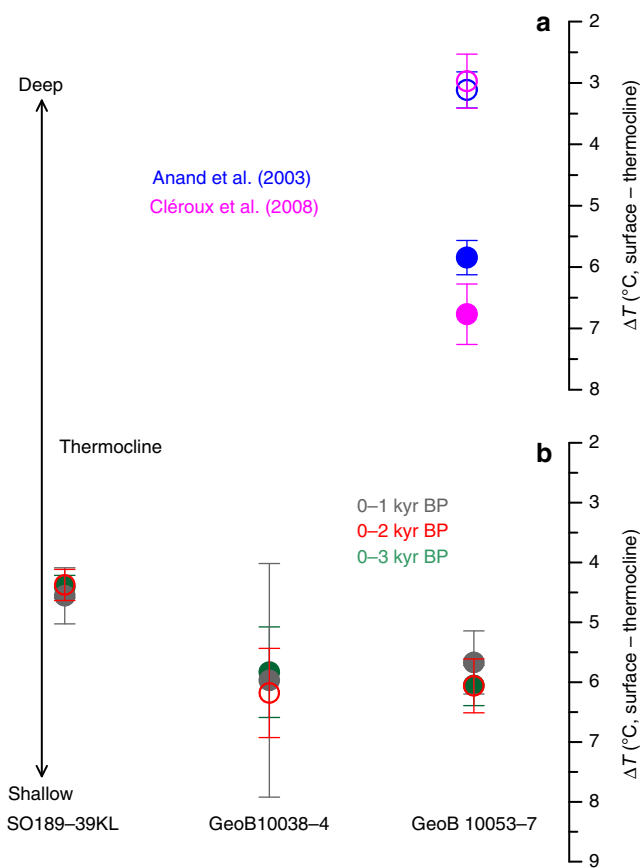 a
2
3
4
5
6
7
8
ΔT (°C, surface – thermocline)
Deep
Anand et al. (2003)
Cléroux et al. (2008)
Thermocline
b
2
3
4
5
6
7
8
9
ΔT (°C, surface – thermocline)
0–1 kyr BP
0–2 kyr BP
0–3 kyr BP
Shallow
SO189–39KL
GeoB10038–4
GeoB 10053–7